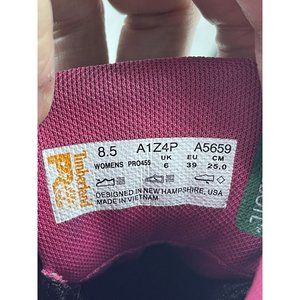 Timberland
PRO
8.5 A1Z4P A5659
WOMENS PRO455 UK EU CM
6 39 25.0
DESIGNED IN NEW HAMPSHIRE, USA
MADE IN VIETNAM